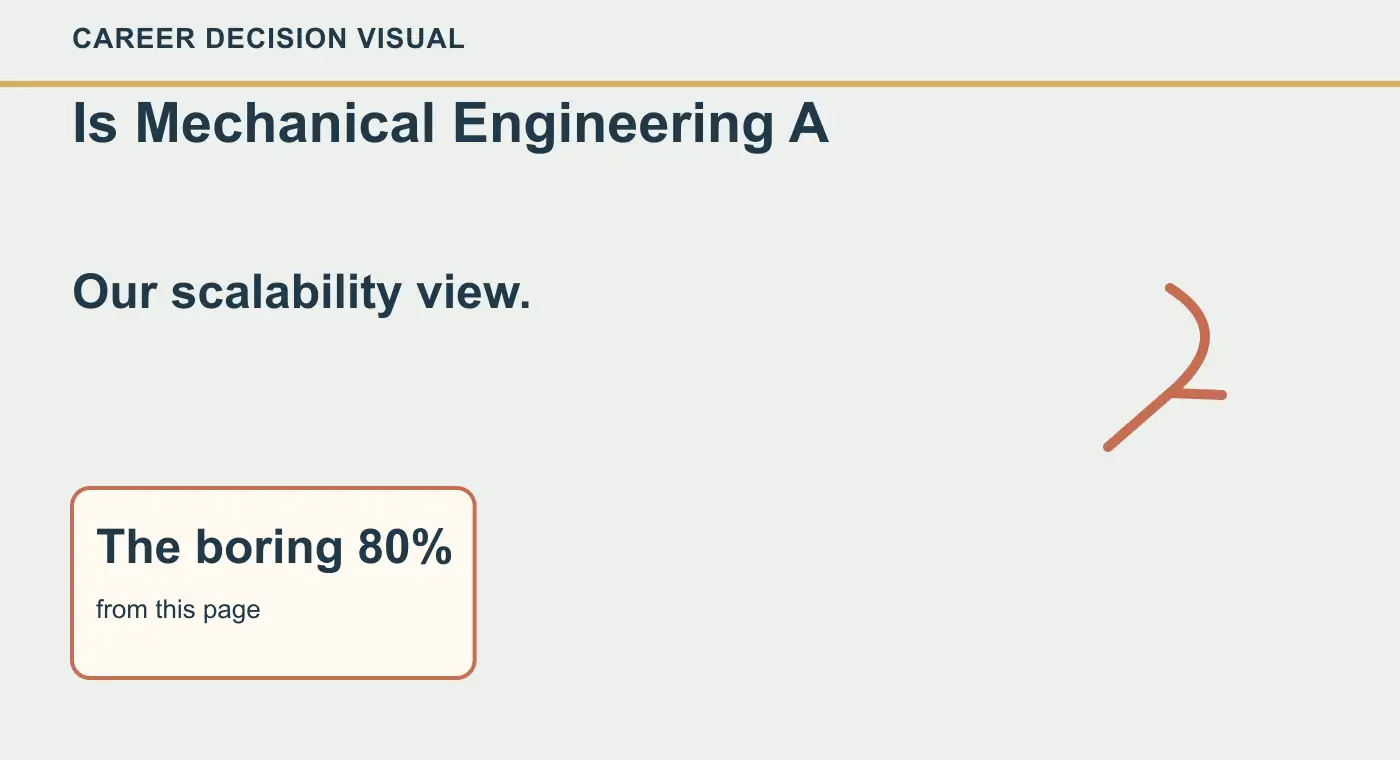 CAREER DECISION VISUAL
Is Mechanical Engineering A
Our scalability view.
The boring 80%
from this page